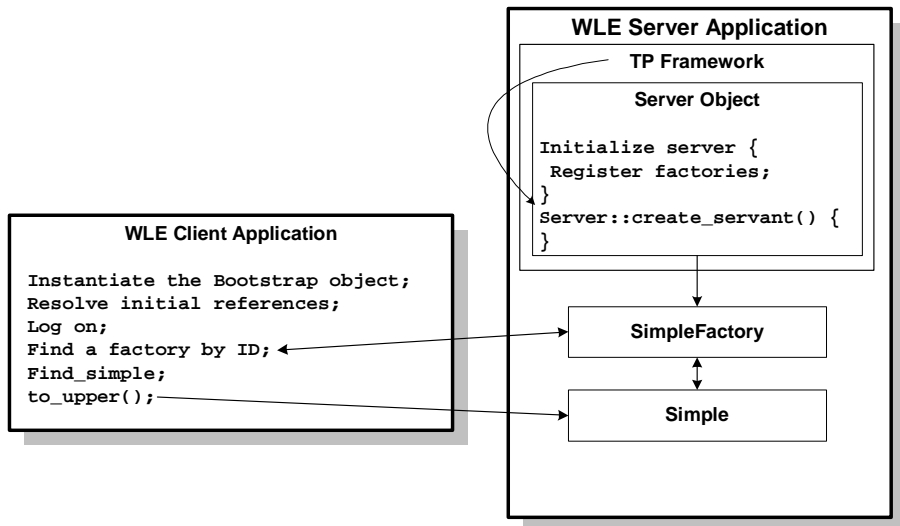 WLE Server Application
TP Framework
Server Object
Initialize server {
Register factories;
}
Server::create_servant() {
}
SimpleFactory
Simple
WLE Client Application
Instantiate the Bootstrap object;
Resolve initial references;
Log on;
Find a factory by ID;
Find_simple;
to_upper();